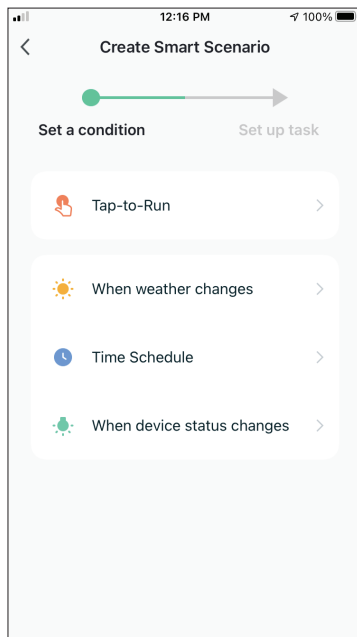 12:16 PM
100%
Create Smart Scenario
Set a condition
Set up task
Tap-to-Run
When weather changes
Time Schedule
When device status changes